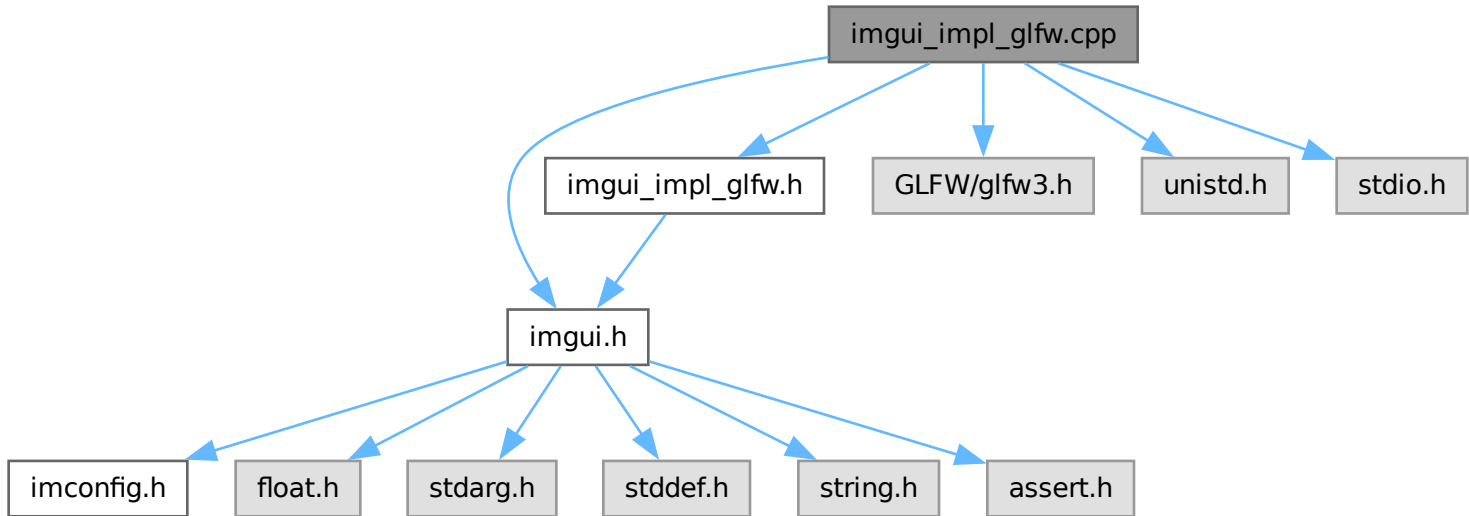 imgui_impl_glfw.cpp
imgui_impl_glfw.h
GLFW/glfw3.h
unistd.h
stdio.h
imgui.h
imconfig.h
float.h
stdarg.h
stddef.h
string.h
assert.h